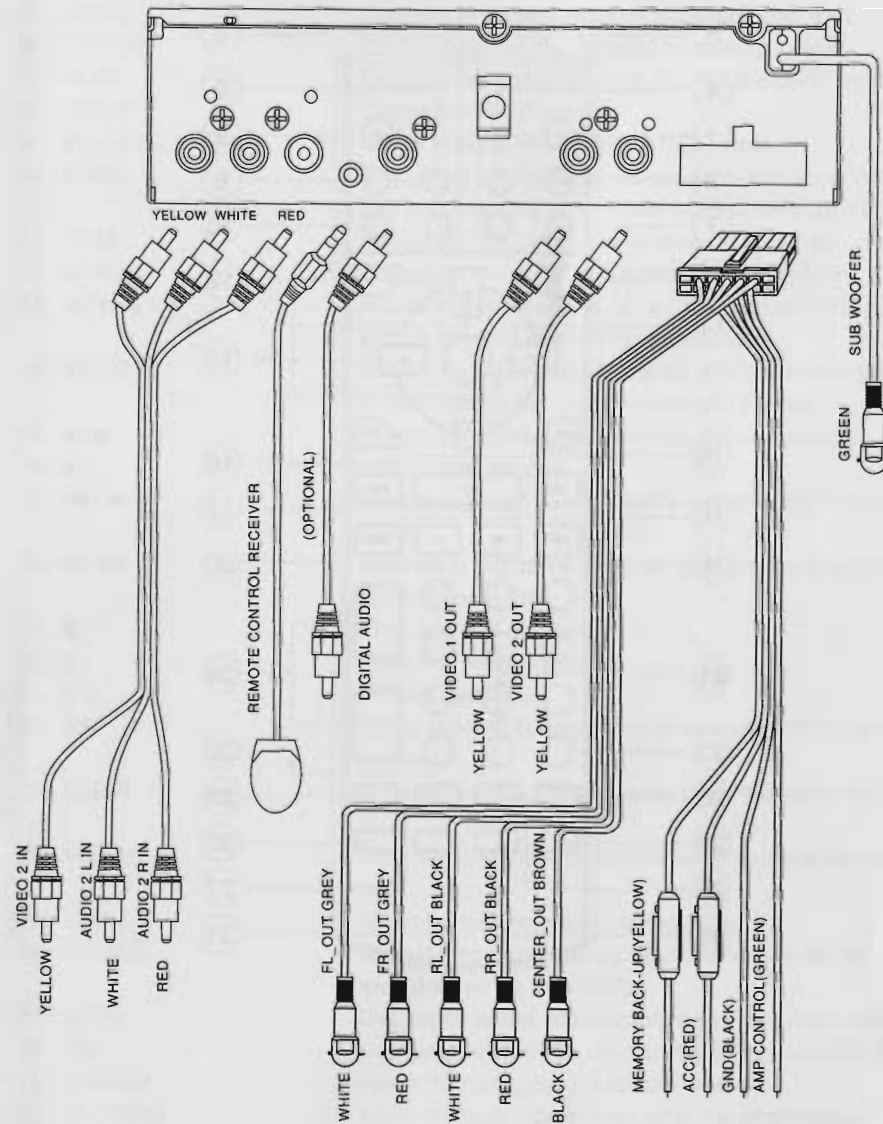 YELLOW WHITE RED
SUB WOOFER
GREEN
REMOTE CONTROL RECEIVER
(OPTIONAL)
DIGITAL AUDIO
VIDEO 1 OUT
VIDEO 2 OUT
YELLOW
YELLOW
VIDEO 2 IN
AUDIO 2 L IN
AUDIO 2 R IN
YELLOW
WHITE
RED
FL_OUT GREY
FR_OUT GREY
RL_OUT BLACK
RR_OUT BLACK
CENTER_OUT BROWN
WHITE
RED
WHITE
RED
BLACK
MEMORY BACK-UP(YELLOW)
ACC(RED)
GND(BLACK)
AMP CONTROL(GREEN)